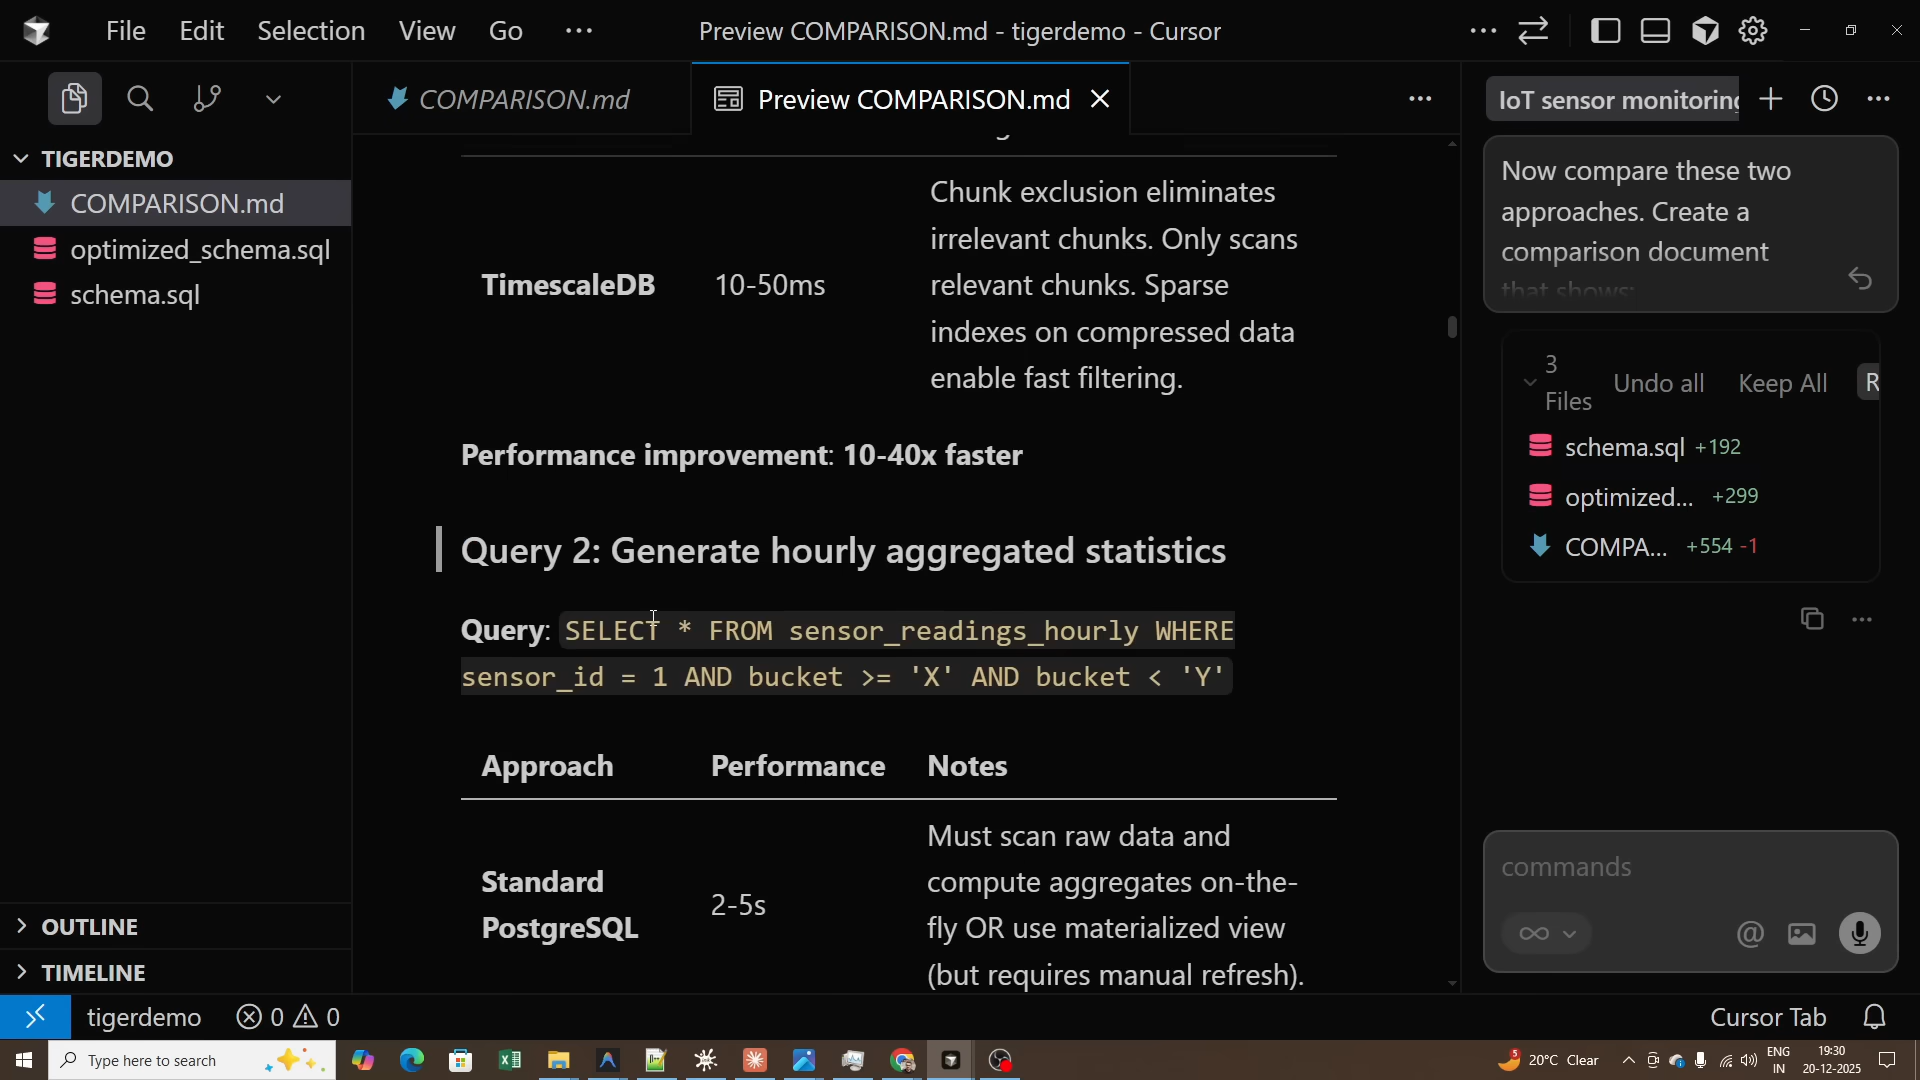 File Edit Selection View Go ··· Preview COMPARISON.md - tigerdemo - Cursor
COMPARISON.md
Preview COMPARISON.md
TIGERDEMO
COMPARISON.md
optimized_schema.sql
schema.sql
OUTLINE
TIMELINE
TimescaleDB
10-50ms
Chunk exclusion eliminates
irrelevant chunks. Only scans
relevant chunks. Sparse
indexes on compressed data
enable fast filtering.
Performance improvement: 10-40x faster
Query 2: Generate hourly aggregated statistics
Query: SELECT * FROM sensor_readings_hourly WHERE
sensor_id = 1 AND bucket >= 'X' AND bucket < 'Y'
Approach Performance Notes
Standard
PostgreSQL
2-5s
Must scan raw data and
compute aggregates on-the-
fly OR use materialized view
(but requires manual refresh).
IoT sensor monitoring
Now compare these two
approaches. Create a
comparison document
that shows:
3
Files
Undo all Keep All R
schema.sql +192
optimized... +299
COMPA... +554 -1
commands
tigerdemo 0 0
Cursor Tab
Type here to search
5
20°C Clear
ENG
IN
19:30
20-12-2025